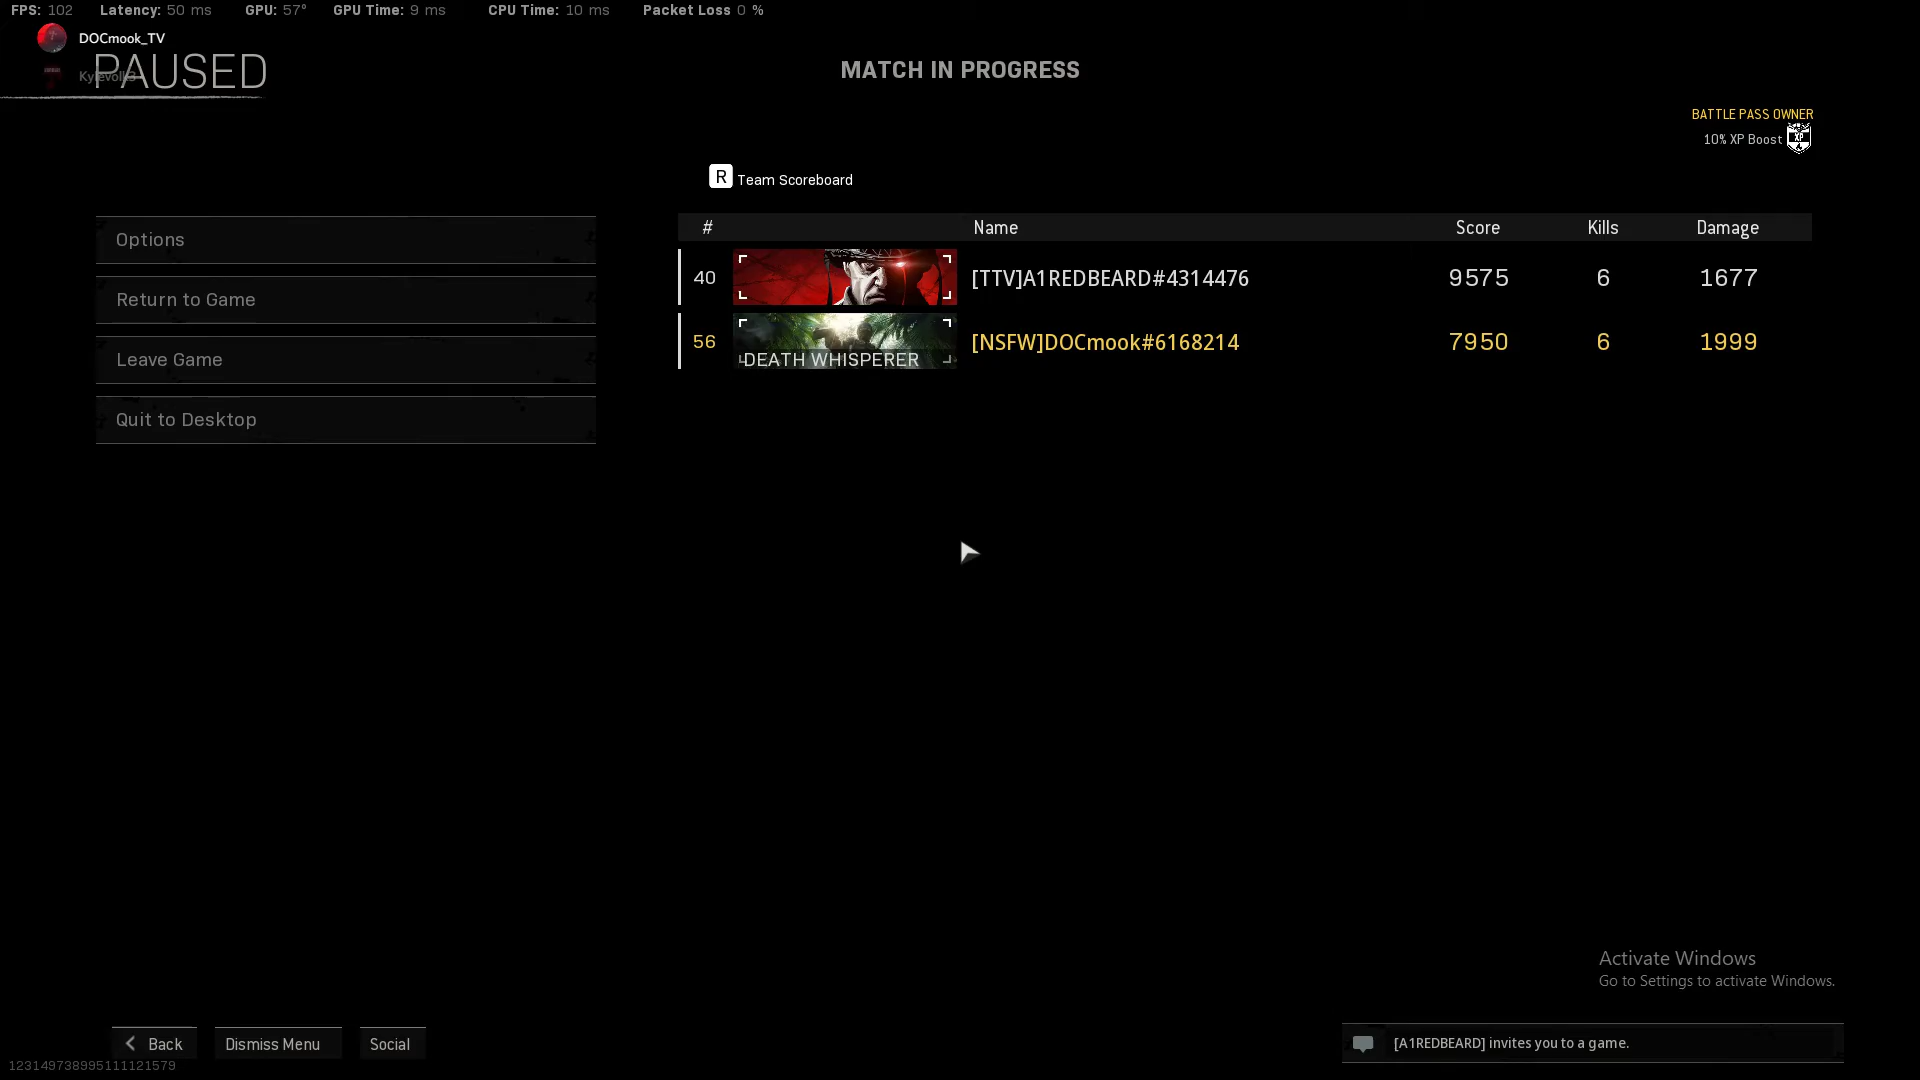 FPS: 102 Latency: 50 ms GPU: 57° GPU Time: 9 ms CPU Time: 10 ms Packet Loss 0 %
DOCmook_TV
PAUSED
MATCH IN PROGRESS
BATTLE PASS OWNER
10% XP Boost XP
R Team Scoreboard
# Name Score Kills Damage
40 [TTV]A1REDBEARD#4314476 9575 6 1677
56 DEATH WHISPERER [NSFW]DOCmook#6168214 7950 6 1999
Options
Return to Game
Leave Game
Quit to Desktop
Activate Windows
Go to Settings to activate Windows.
Back Dismiss Menu Social
[A1REDBEARD] invites you to a game.
123149738995111121579